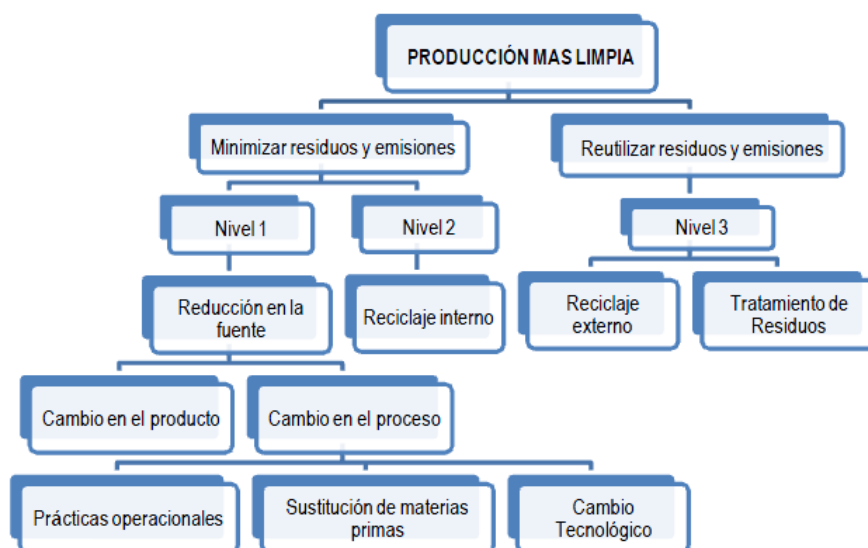 PRODUCCIÓN MAS LIMPIA
Minimizar residuos y emisiones
Reutilizar residuos y emisiones
Nivel 1
Nivel 2
Nivel 3
Reducción en la
fuente
Reciclaje interno
Reciclaje
externo
Tratamiento de
Residuos
Cambio en el producto
Cambio en el proceso
Prácticas operacionales
Sustitución de materias
primas
Cambio
Tecnológico